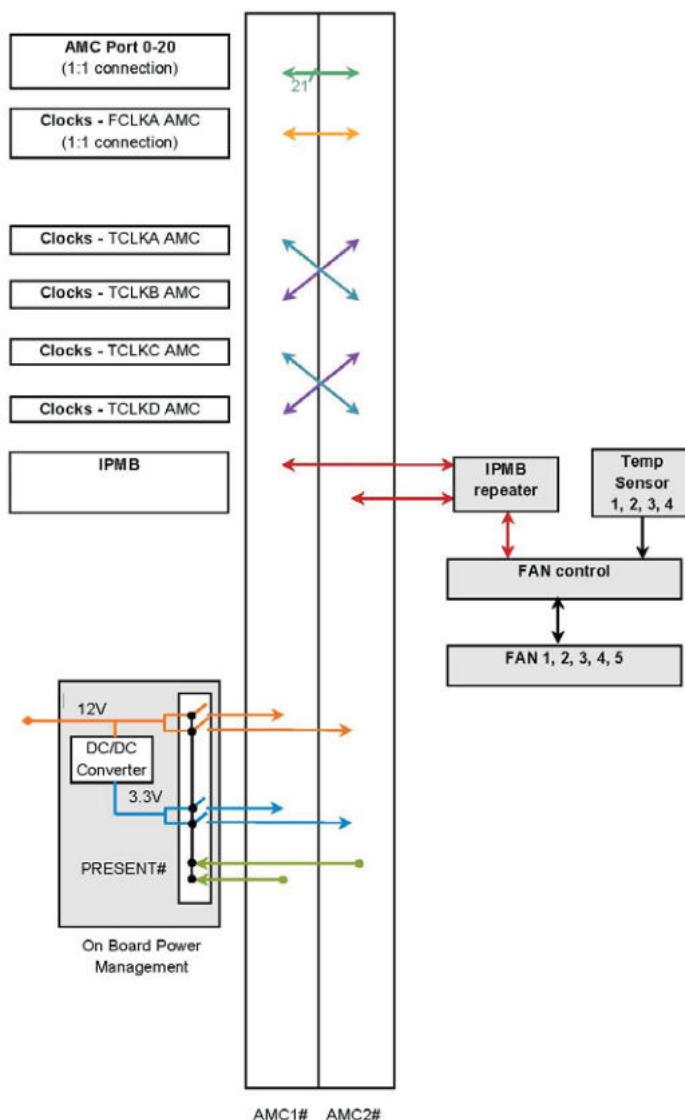 AMC Port 0-20
(1:1 connection)
21
Clocks - FCLKA AMC
(1:1 connection)
Clocks - TCLKA AMC
Clocks - TCLKB AMC
Clocks - TCLKC AMC
Clocks - TCLKD AMC
IPMB
IPMB
repeater
Temp
Sensor
1, 2, 3, 4
FAN control
FAN 1, 2, 3, 4, 5
12V
DC/DC
Converter
3.3V
PRESENT#
On Board Power
Management
AMC1# AMC2#